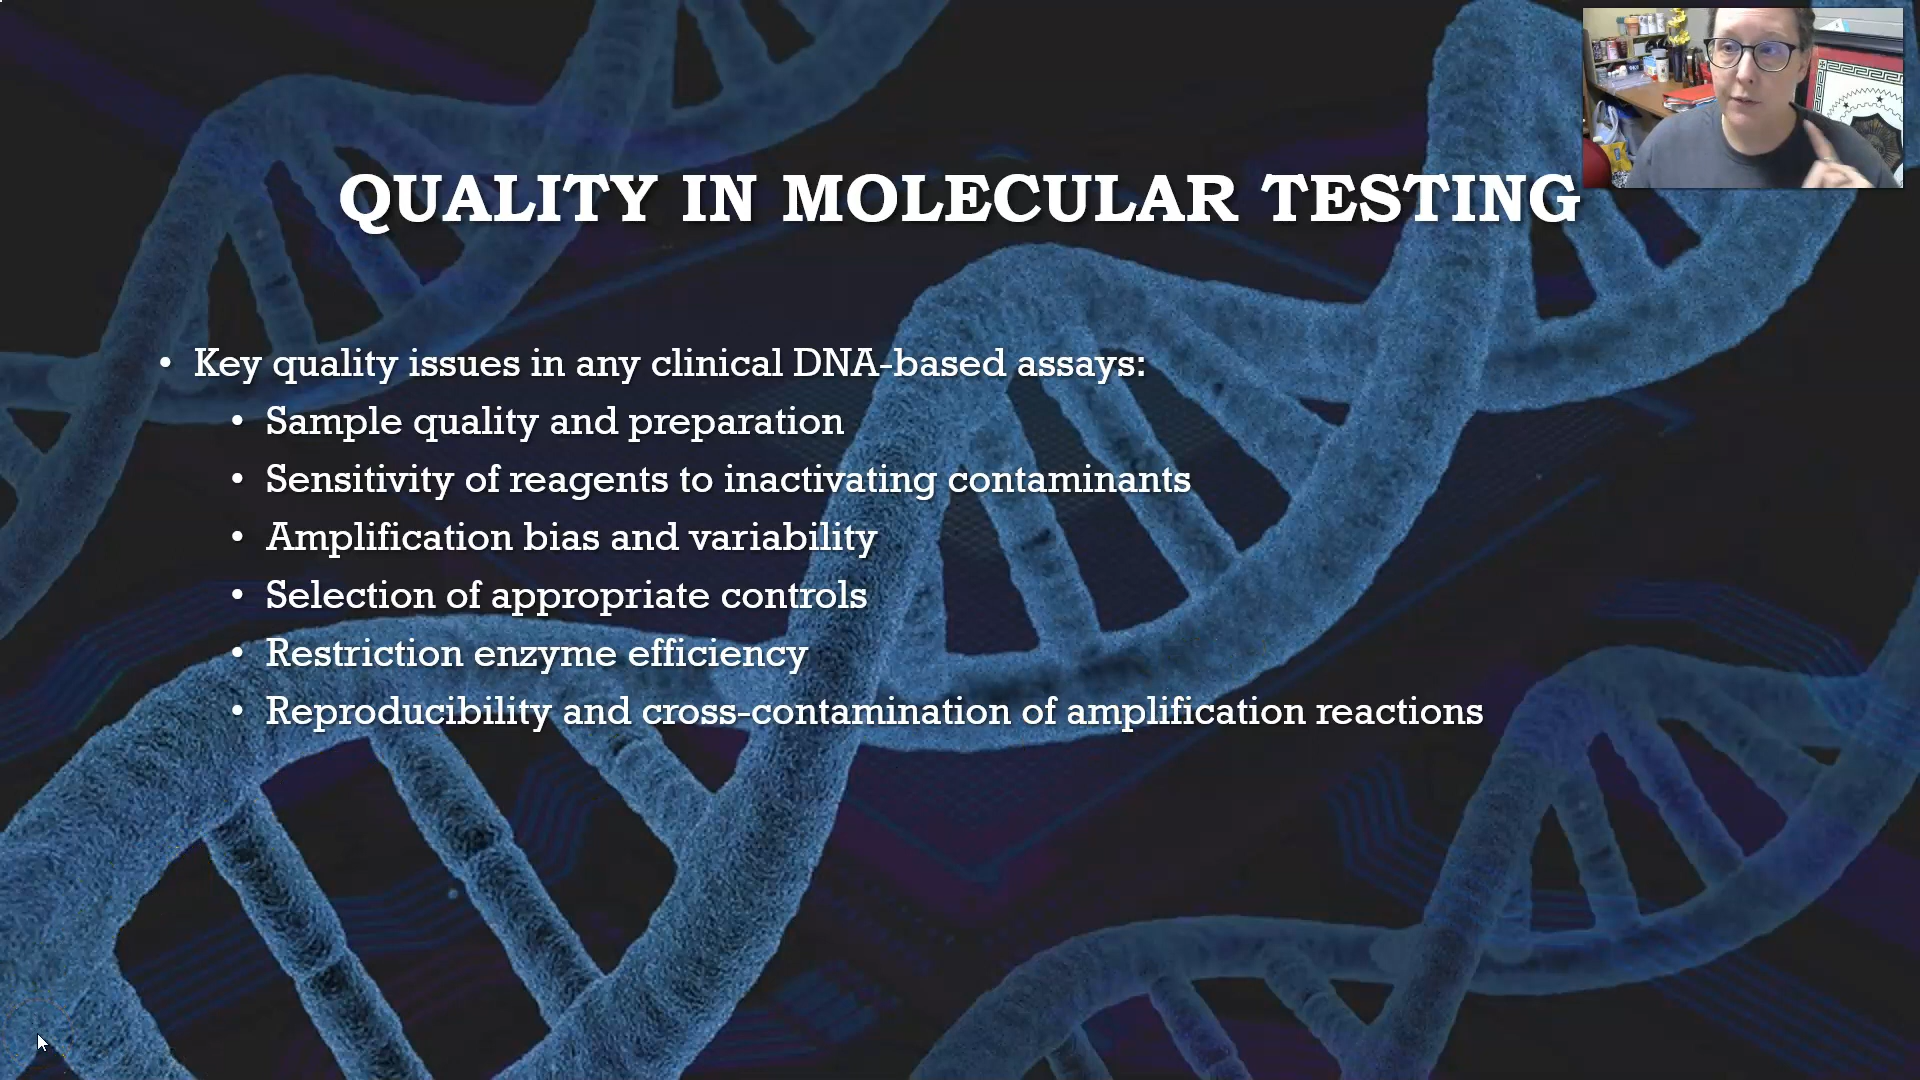 QUALITY IN MOLECULAR TESTING
• Key quality issues in any clinical DNA-based assays:
• Sample quality and preparation
• Sensitivity of reagents to inactivating contaminants
• Amplification bias and variability
• Selection of appropriate controls
• Restriction enzyme efficiency
• Reproducibility and cross-contamination of amplification reactions